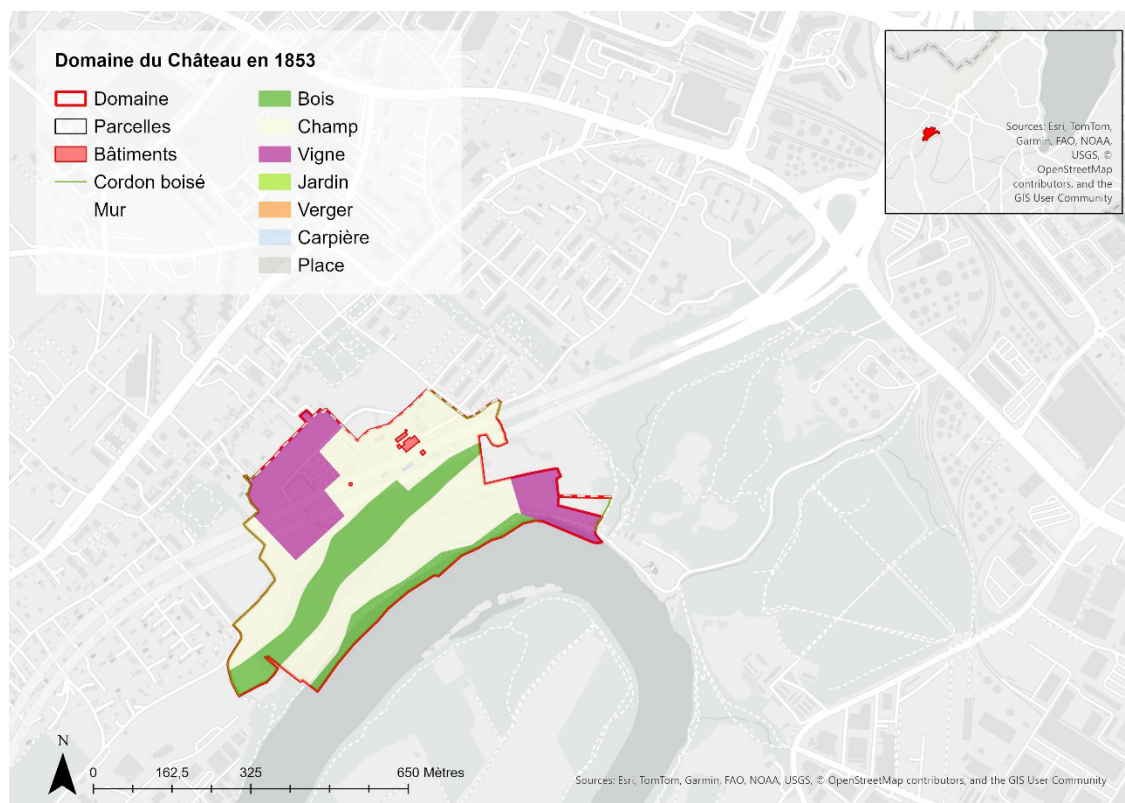 Domaine du Château en 1853
Domaine
Parcelles
Bâtiments
Cordon boisé
Mur
Bois
Champ
Vigne
Jardin
Verger
Carpière
Place
Sources: Esri, TomTom,
Garmin, FAO, NOAA,
USGS, ©
OpenStreetMap
contributors, and the
GIS User Community
N
0 162,5 325 650 Mètres
Sources: Esri, TomTom, Garmin, FAO, NOAA, USGS, © OpenStreetMap contributors, and the GIS User Community